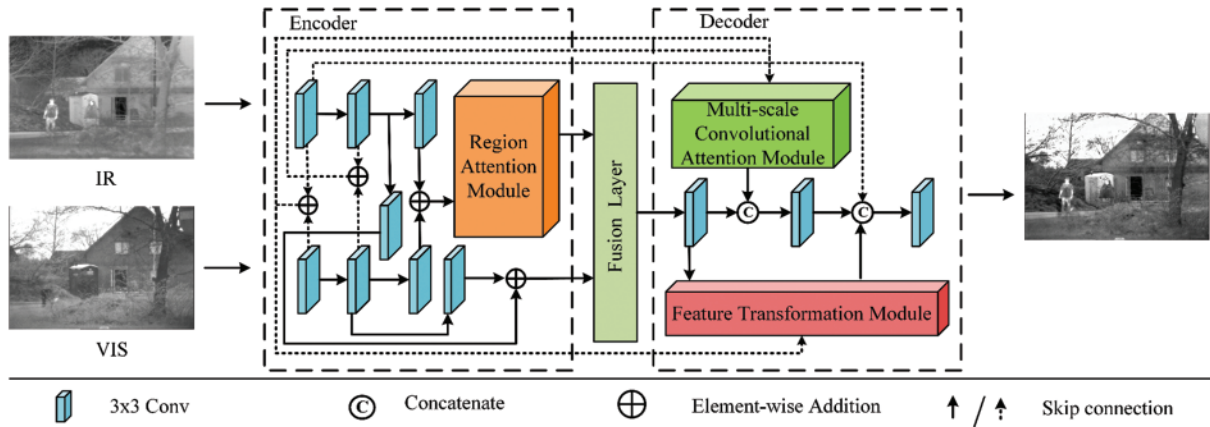 Encoder
Decoder
IR
VIS
Region
Attention
Module
Fusion Layer
Multi-scale
Convolutional
Attention Module
C
C
Feature Transformation Module
3x3 Conv
C
Concatenate
Element-wise Addition
/
Skip connection